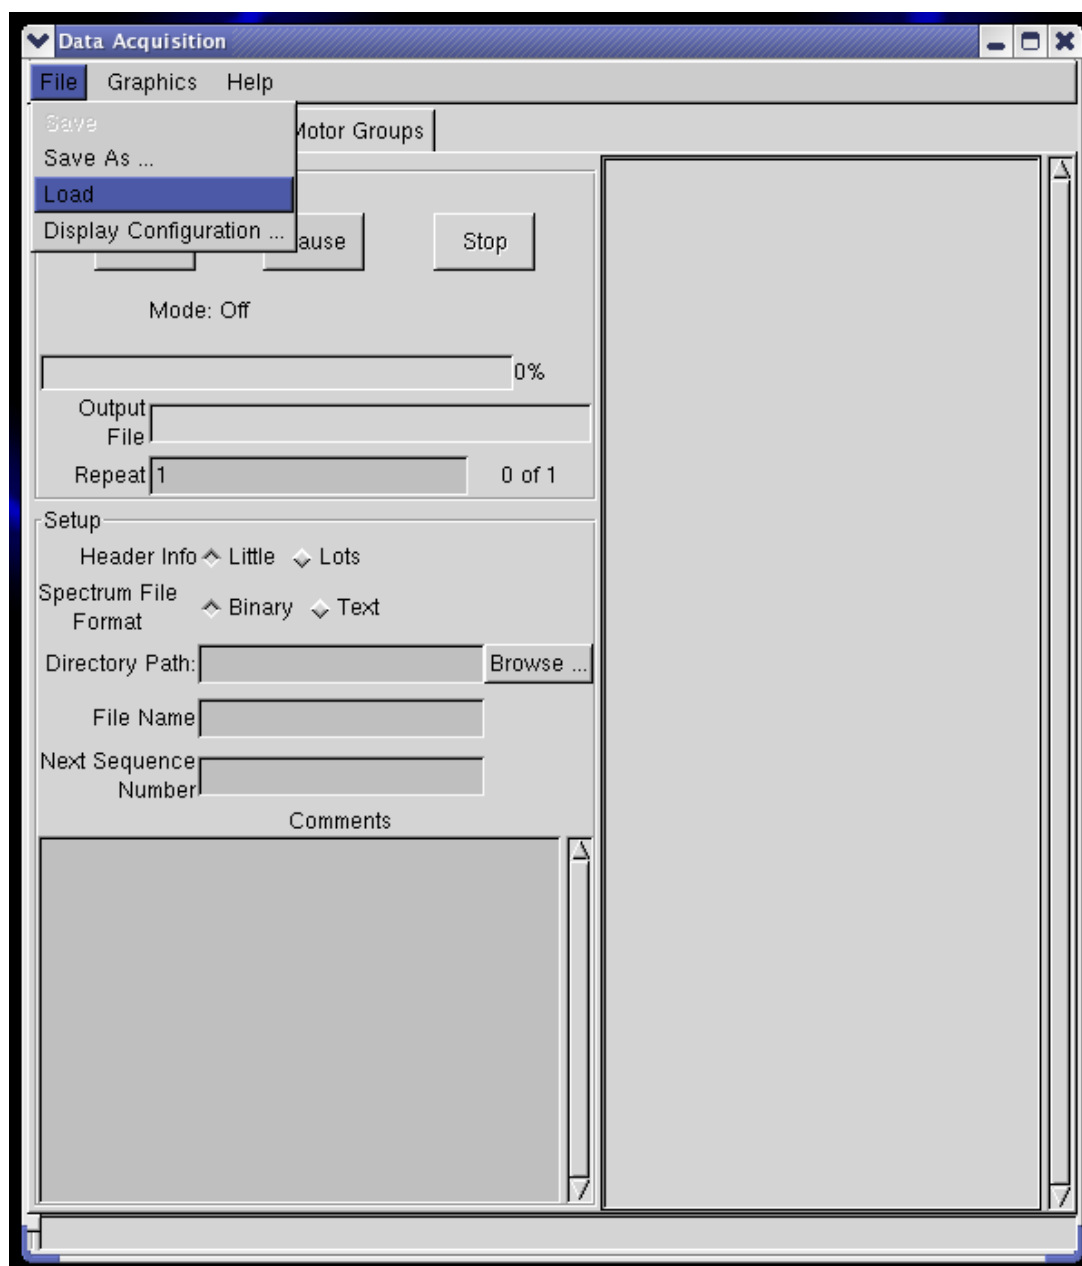 Data Acquisition
File Graphics Help
Save
Save As ...
Load
Display Configuration ...
Motor Groups
ause Stop
Mode: Off
0%
Output
File
Repeat 1 0 of 1
Setup
Header Info Little Lots
Spectrum File
Format
Binary Text
Directory Path: Browse ...
File Name
Next Sequence
Number
Comments